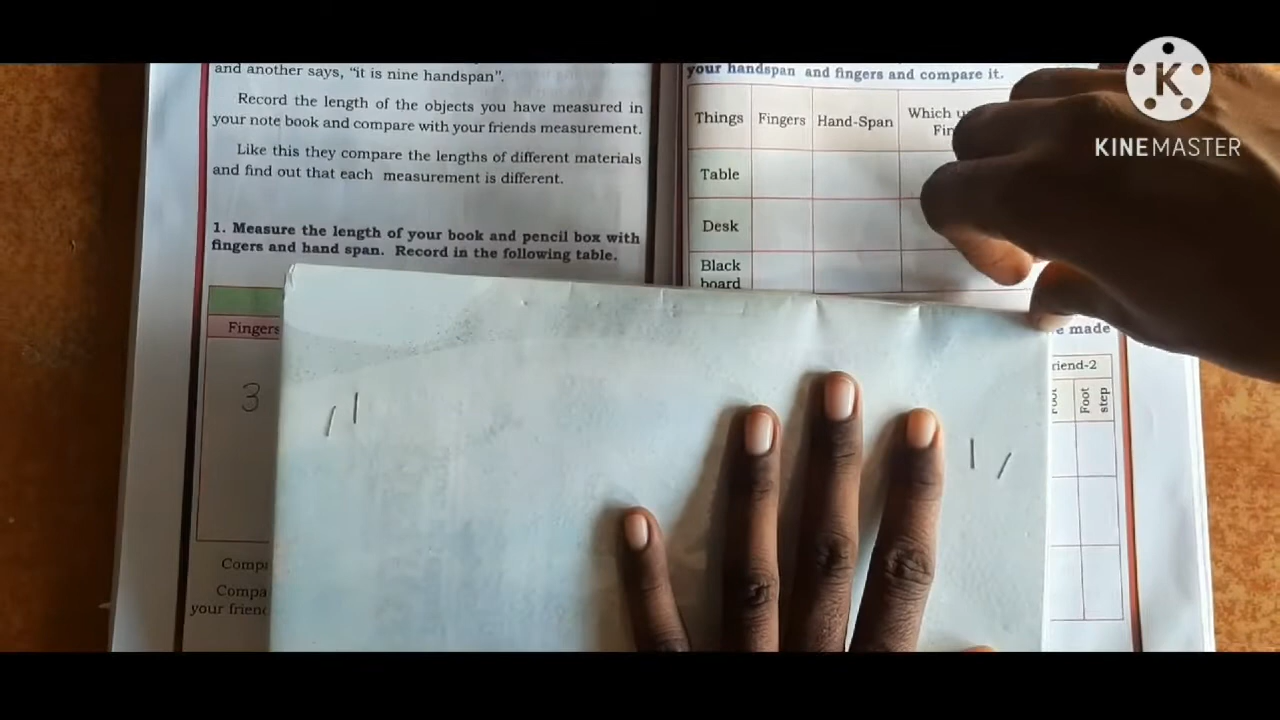 and another says, "it is nine handspan".
Record the length of the objects you have measured in
your note book and compare with your friends measurement.
Like this they compare the lengths of different materials
and find out that each measurement is different.
1. Measure the length of your book and pencil box with
fingers and hand span. Record in the following table.
Fingers
3
your
your handspan and fingers and compare it.
Things Fingers Hand-Span Which
Table
Desk
Black
board
made
Foot
step
KINEMASTER